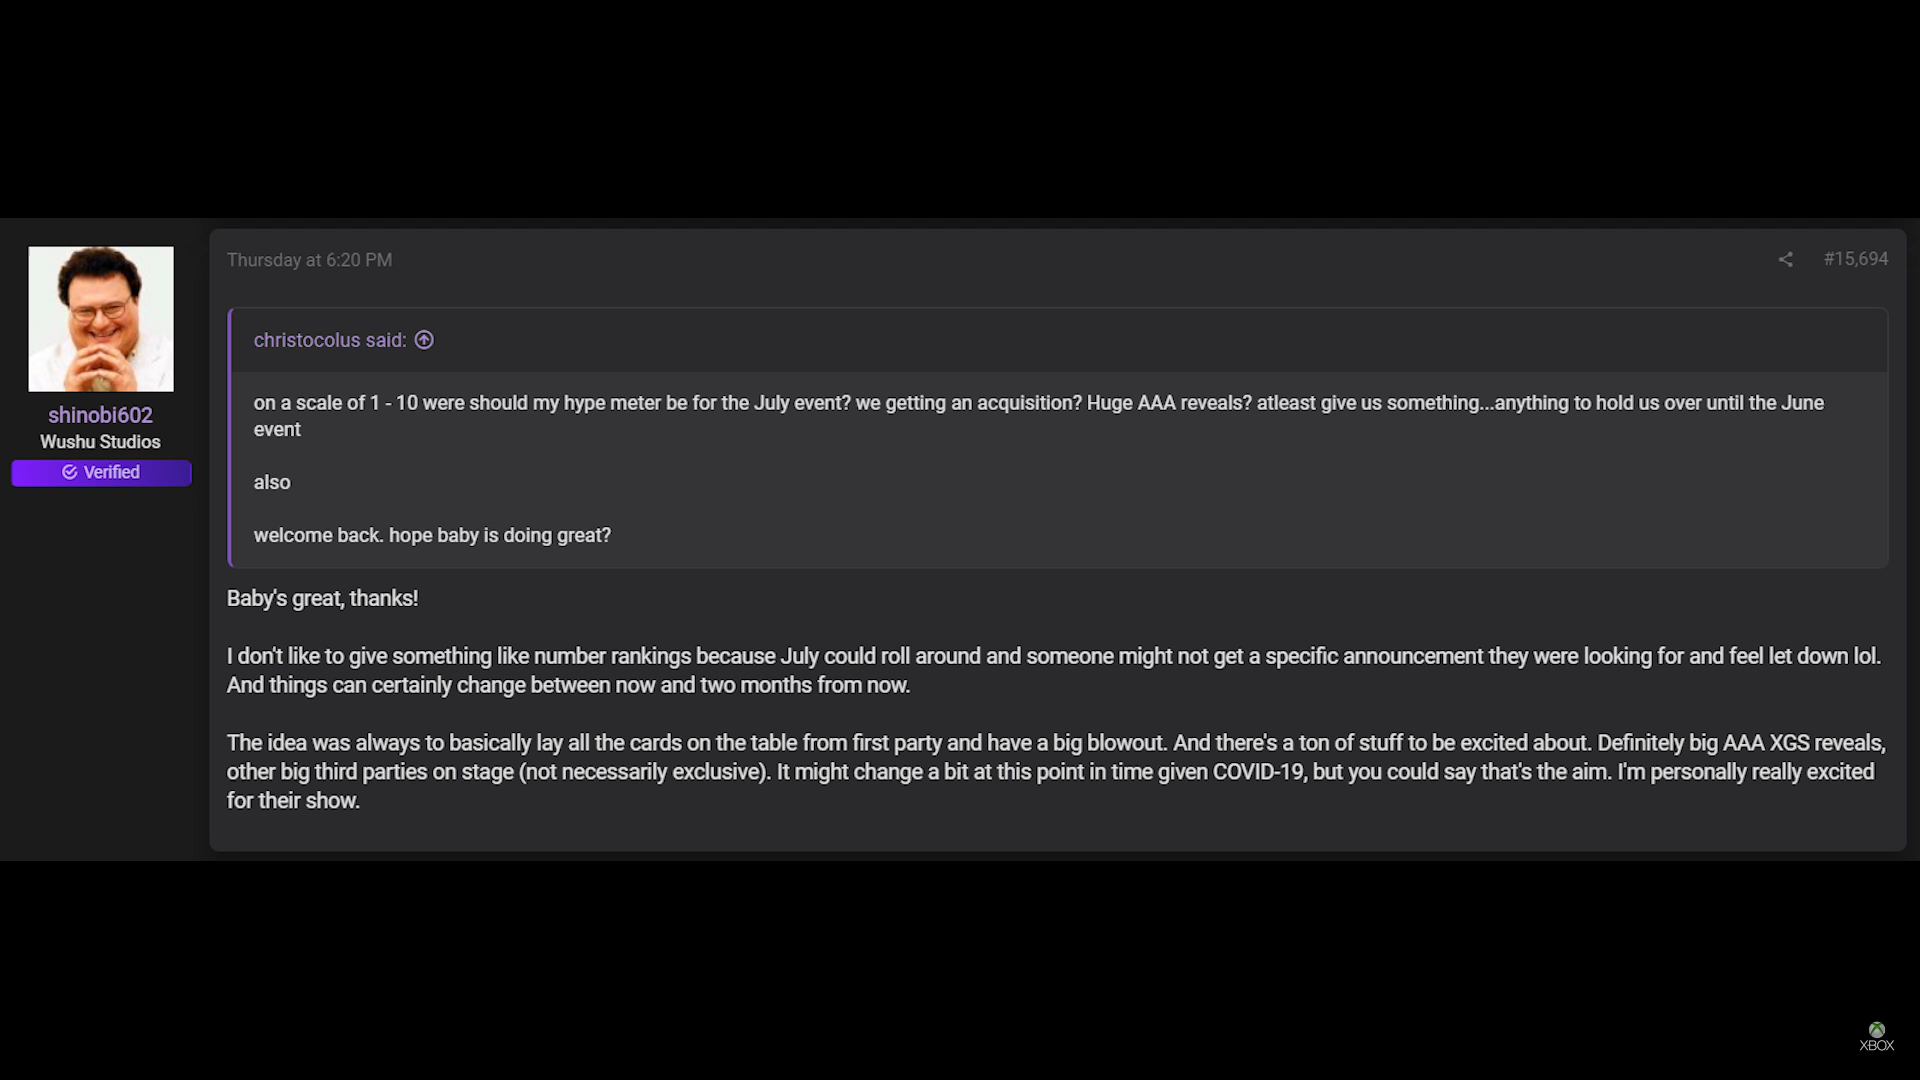 Thursday at 6:20 PM
#15,694
shinobi602
Wushu Studios
Verified
christocolus said:
on a scale of 1 - 10 were should my hype meter be for the July event? we getting an acquisition? Huge AAA reveals? atleast give us something...anything to hold us over until the June
event
also
welcome back. hope baby is doing great?
Baby's great, thanks!
I don't like to give something like number rankings because July could roll around and someone might not get a specific announcement they were looking for and feel let down lol.
And things can certainly change between now and two months from now.
The idea was always to basically lay all the cards on the table from first party and have a big blowout. And there's a ton of stuff to be excited about. Definitely big AAA XGS reveals,
other big third parties on stage (not necessarily exclusive). It might change a bit at this point in time given COVID-19, but you could say that's the aim. I'm personally really excited
for their show.
XBOX